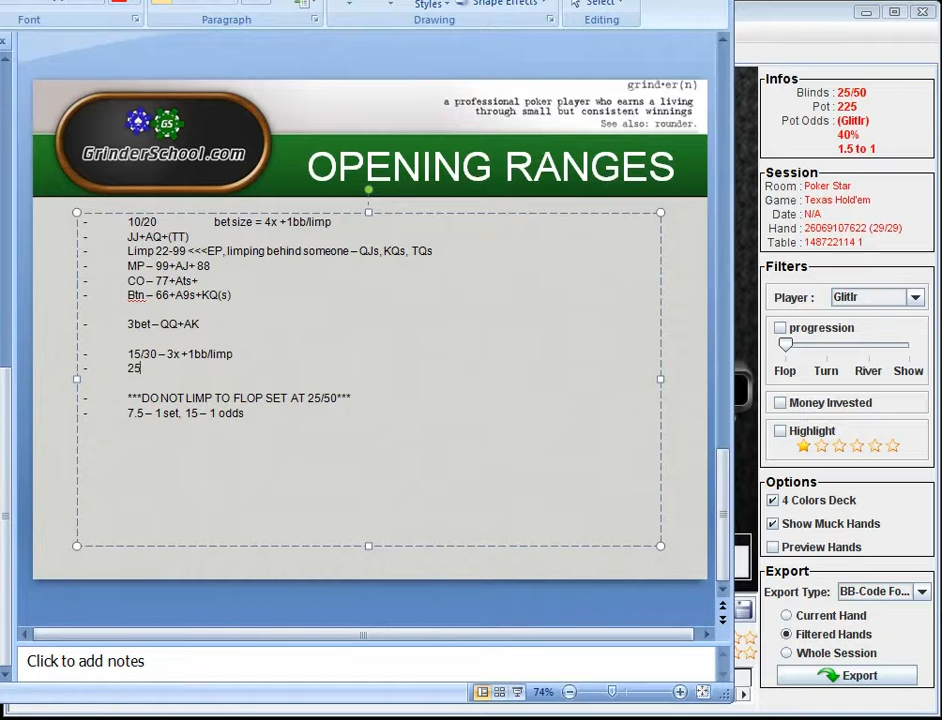 Styles
Shape Effects
Select
Font
Paragraph
Drawing
Editing
grind•er(n)
a professional poker player who earns a living
through small but consistent winnings
See also: rounder.
GS
GrinderSchool.com
OPENING RANGES
- 10/20 bet size = 4x +1bb/limp
- JJ+AQ+(TT)
- Limp 22-99 <<<EP, limping behind someone – QJs, KQs, TQs
- MP – 99+AJ+ 88
- CO – 77+Ats+
- Btn – 66+A9s+KQ(s)
- 3bet – QQ+AK
- 15/30 – 3x +1bb/limp
- 25
- ***DO NOT LIMP TO FLOP SET AT 25/50***
- 7.5 – 1 set, 15 – 1 odds
Click to add notes
74%
Infos
Blinds : 25/50
Pot : 225
Pot Odds : (Glitlr)
40%
1.5 to 1
Session
Room : Poker Star
Game : Texas Hold'em
Date : N/A
Hand : 26069107622 (29/29)
Table : 148722114 1
Filters
Player : Glitlr
progression
Flop Turn River Show
Money Invested
Highlight
Options
4 Colors Deck
Show Muck Hands
Preview Hands
Export
Export Type: BB-Code Fo...
Current Hand
Filtered Hands
Whole Session
Export